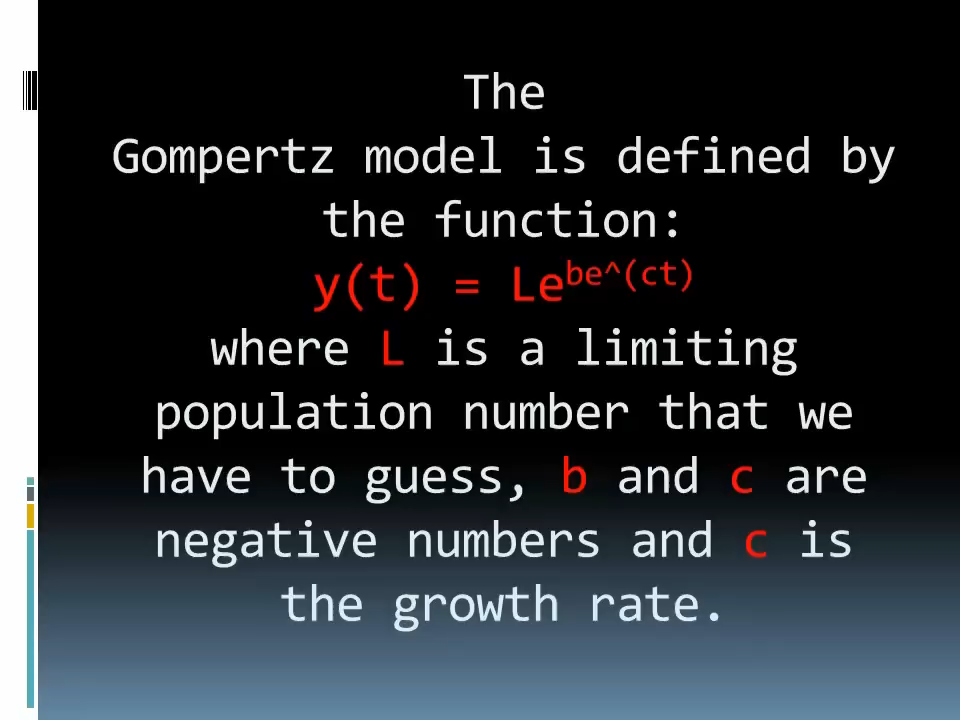 The
Gompertz model is defined by
the function:
y(t) = Le^be^(ct)
where L is a limiting
population number that we
have to guess, b and c are
negative numbers and c is
the growth rate.